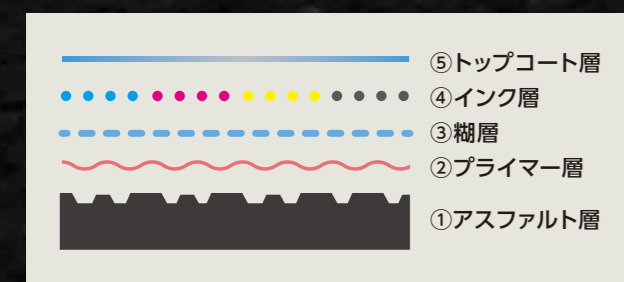 ⑤トップコート層
④インク層
③糊層
②プライマー層
①アスファルト層